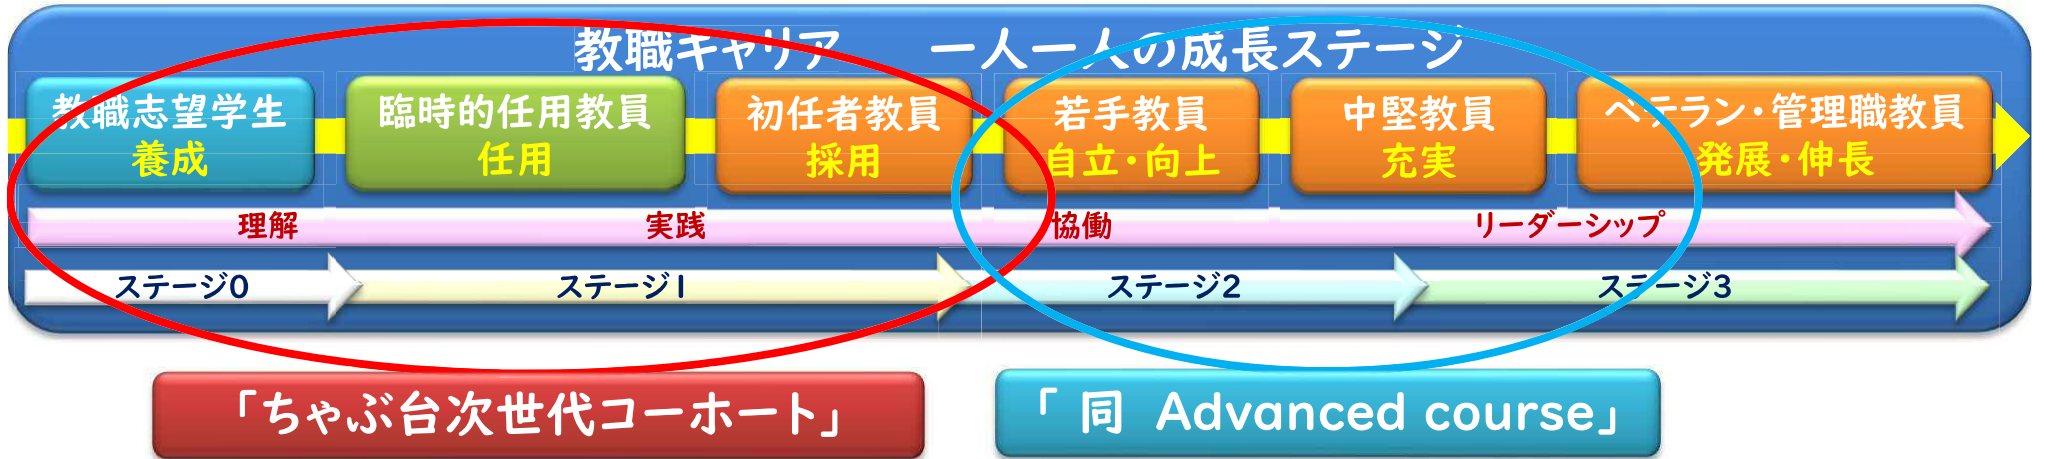 教職キャリア　　一人一人の成長ステージ
教職志望学生
養成
臨時的任用教員
任用
初任者教員
採用
若手教員
自立・向上
中堅教員
充実
ベテラン・管理職教員
発展・伸長
理解
実践
協働
リーダーシップ
ステージ0
ステージ1
ステージ2
ステージ3
「ちゃぶ台次世代コーホート」
「 同 Advanced course」